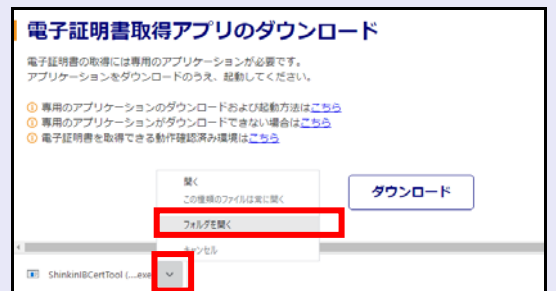 電子証明書取得アプリのダウンロード
電子証明書の取得には専用のアプリケーションが必要です。
アプリケーションをダウンロードのうえ、起動してください。
専用のアプリケーションのダウンロードおよび起動方法はこちら
専用のアプリケーションがダウンロードできない場合はこちら
電子証明書を取得できる動作確認済み環境はこちら
開く
この種類のファイルは常に開く
ダウンロード
フォルダを開く
キャンセル
ShinkinIBCertTool (....exe